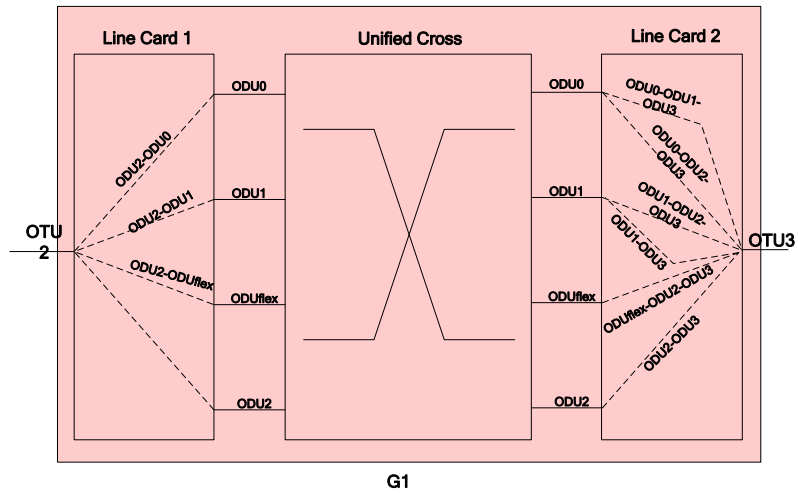 Line Card 1
Unified Cross
Line Card 2
ODU0
ODU0
ODU0-ODU1-
ODU3
ODU2-ODU0
ODU0-ODU2-
ODU3
ODU1
ODU1
ODU2-ODU1
ODU1-ODU2-
ODU3
ODU1-ODU3
OTU
2
OTU3
ODU2-ODUflex
ODUflex
ODUflex
ODUflex-ODU2-ODU3
ODU2-ODU3
ODU2
ODU2
G1